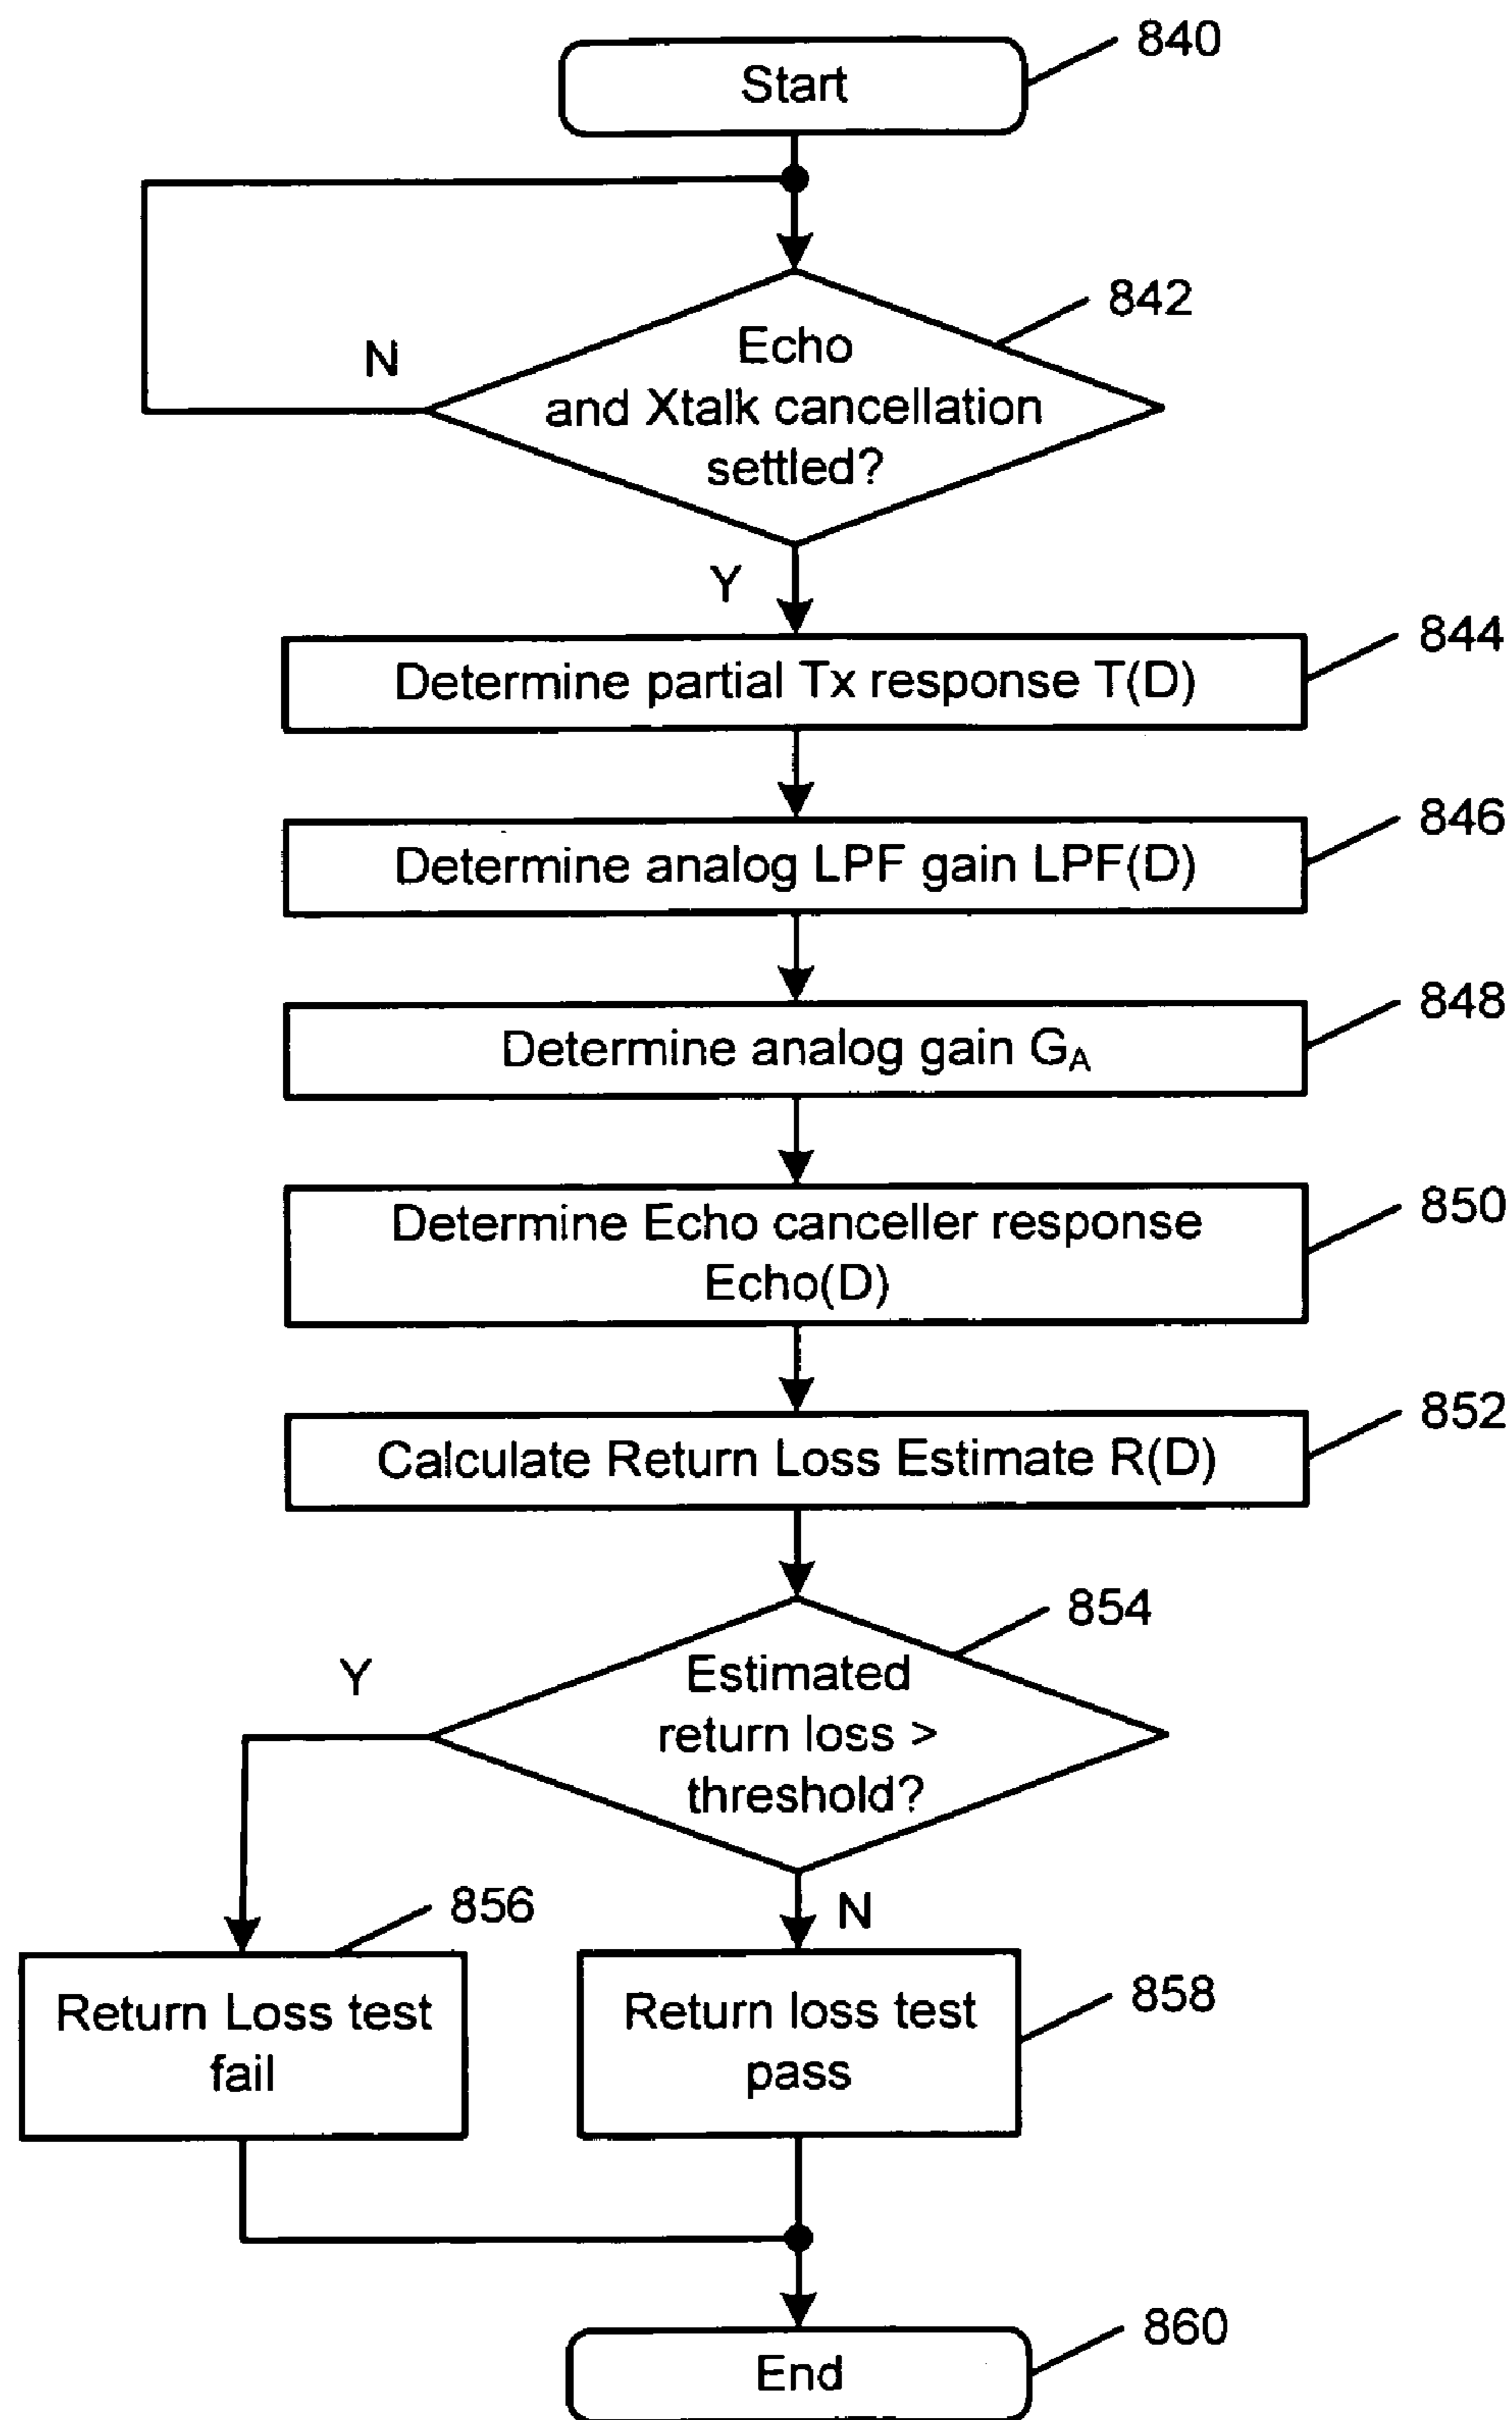 840
Start
842
Echo
and Xtalk cancellation
settled?
N
Y
844
Determine partial Tx response T(D)
846
Determine analog LPF gain LPF(D)
848
Determine analog gain GA
850
Determine Echo canceller response
Echo(D)
852
Calculate Return Loss Estimate R(D)
854
Estimated
return loss >
threshold?
Y
N
856
Return Loss test
fail
858
Return loss test
pass
860
End